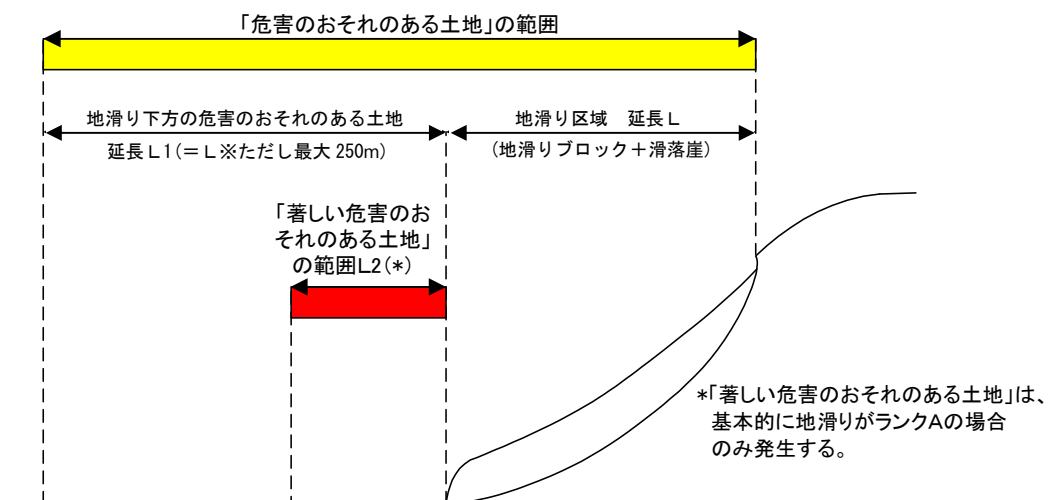 「危害のおそれのある土地」の範囲
地滑り下方の危害のおそれのある土地
延長Ｌ1(＝Ｌ※ただし最大250m)
地滑り区域　延長Ｌ
(地滑りブロック＋滑落崖)
「著しい危害のお
それのある土地」
の範囲L2(*)
*「著しい危害のおそれのある土地」は、
基本的に地滑りがランクAの場合
のみ発生する。